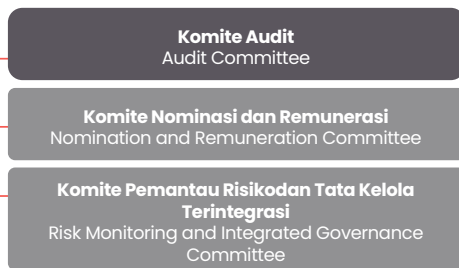 Komite Audit
Audit Committee
Komite Nominasi dan Remunerasi
Nomination and Remuneration Committee
Komite Pemantau Risikodan Tata Kelola
Terintegrasi
Risk Monitoring and Integrated Governance
Committee